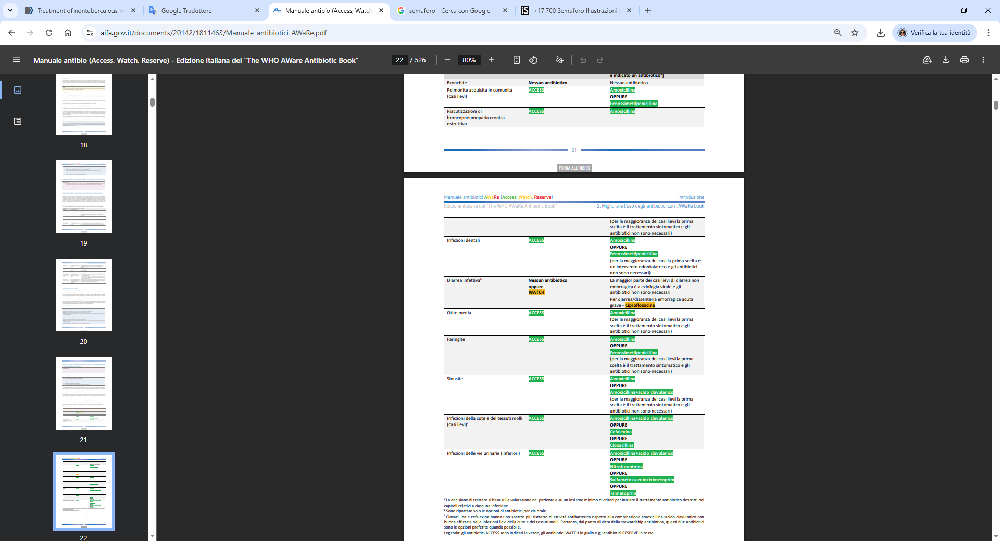 Treatment of nontuberculous m
Google Traduttore
Manuale antibio (Access, Watch
semaforo - Cerca con Google
+17.700 Semaforo Illustrazioni
aifa.gov.it/documents/20142/1811463/Manuale_antibiotici_AWaRe.pdf
Verifica la tua identità
Manuale antibio (Access, Watch, Reserve) - Edizione italiana del "The WHO AWare Antibiotic Book"
22 / 526
80%
18
19
20
21
22
è indicato un antibiotico°)
Bronchite Nessun antibiotico Nessun antibiotico
Polmonite acquisita in comunità ACCESS Amoxicillina
(casi lievi) OPPURE
Fenossimetilpenicillina
Riacutizzazioni di ACCESS Amoxicillina
broncopneumopatia cronica
ostruttiva
21
TORNA ALL'INDICE
Manuale antibiotici AWaRe (Access, Watch, Reserve) Introduzione
Edizione italiana del "The WHO AWaRe Antibiotic Book" 2. Migliorare l'uso degli antibiotici con l'AWaRe book
(per la maggioranza dei casi lievi la prima
scelta è il trattamento sintomatico e gli
antibiotici non sono necessari)
Infezioni dentali ACCESS Amoxicillina
OPPURE
Fenossimetilpenicillina
(per la maggioranza dei casi la prima scelta è
un intervento odontoiatrico e gli antibiotici
non sono necessari)
Diarrea infettivaᵇ Nessun antibiotico La maggior parte dei casi lievi di diarrea non
oppure emorragica è a eziologia virale e gli
WATCH antibiotici non sono necessari
Per diarrea/dissenteria emorragica acuta
grave - Ciprofloxacina
Otite media ACCESS Amoxicillina
(per la maggioranza dei casi lievi la prima
scelta è il trattamento sintomatico e gli
antibiotici non sono necessari)
Faringite ACCESS Amoxicillina
OPPURE
Fenossimetilpenicillina
(per la maggioranza dei casi lievi la prima
scelta è il trattamento sintomatico e gli
antibiotici non sono necessari)
Sinusite ACCESS Amoxicillina
OPPURE
Amoxicillina+acido clavulanico
(per la maggioranza dei casi lievi la prima
scelta è il trattamento sintomatico e gli
antibiotici non sono necessari)
Infezioni della cute e dei tessuti molli ACCESS Amoxicillina+acido clavulanico
(casi lievi)ᶜ OPPURE
Cefalexina
OPPURE
Cloxacillina
Infezioni delle vie urinarie (inferiori) ACCESS Amoxicillina+acido clavulanico
OPPURE
Nitrofurantoina
OPPURE
Sulfametossazolo+trimetoprim
OPPURE
Trimetoprim
ᵃ La decisione di trattare si basa sulla valutazione del paziente e su un insieme minimo di criteri per iniziare il trattamento antibiotico descritti nei
capitoli relativi a ciascuna infezione.
ᵇ Sono riportate solo le opzioni di antibiotici per via orale.
ᶜ Cloxacillina e cefalexina hanno uno spettro più ristretto di attività antibatterica rispetto alla combinazione amoxicillina+acido clavulanico con
buona efficacia nelle infezioni lievi della cute e dei tessuti molli. Pertanto, dal punto di vista della stewardship antibiotica, questi due antibiotici
sono le opzioni preferite quando possibile.
Legenda: gli antibiotici ACCESS sono indicati in verde, gli antibiotici WATCH in giallo e gli antibiotici RESERVE in rosso.